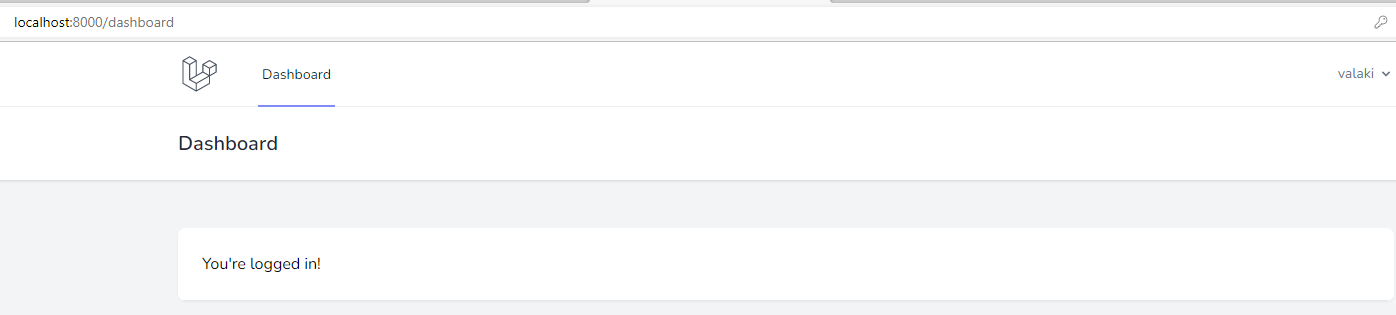 localhost:8000/dashboard
Dashboard
valaki
Dashboard
You're logged in!